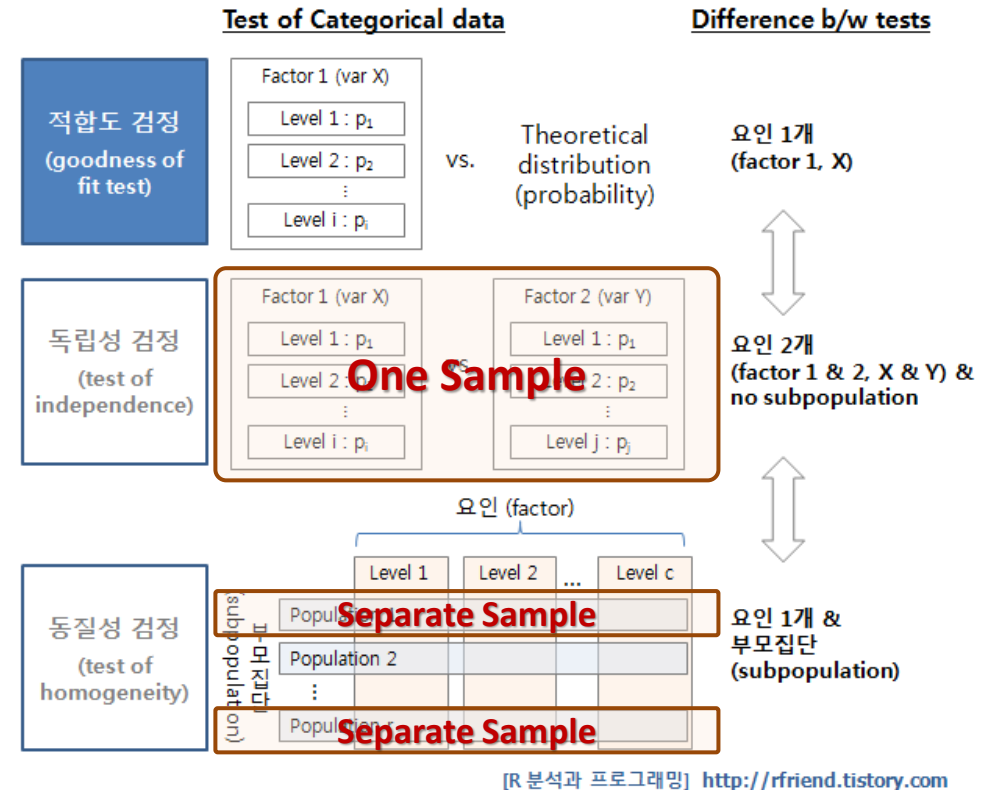 Test of Categorical data
Difference b/w tests
적합도 검정
(goodness of
fit test)
Factor 1 (var X)
Level 1 : p₁
Level 2 : p₂
⋮
Level i : pᵢ
vs.
Theoretical
distribution
(probability)
요인 1개
(factor 1, X)
독립성 검정
(test of
independence)
Factor 1 (var X)
Level 1 : p₁
Level 2 :
⋮
Level i : pᵢ
vs
One Sample
Factor 2 (var Y)
Level 1 : p₁
2 : p₂
⋮
Level j : pⱼ
요인 2개
(factor 1 & 2, X & Y) &
no subpopulation
요인 (factor)
Level 1
Level 2
...
Level c
동질성 검정
(test of
homogeneity)
부모집단
(subpopulation)
Separate Sample
Population 2
⋮
Separate Sample
요인 1개 &
부모집단
(subpopulation)
[R 분석과 프로그래밍] http://rfriend.tistory.com